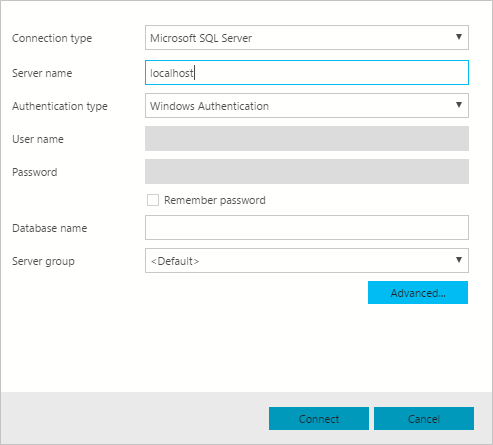 Connection type Microsoft SQL Server
Server name localhost
Authentication type Windows Authentication
User name
Password
Remember password
Database name
Server group <Default>
Advanced...
Connect Cancel